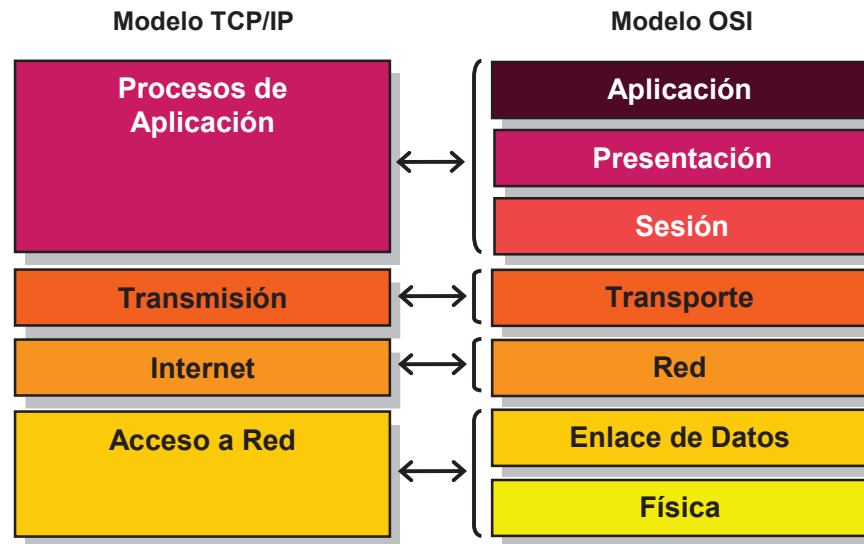 Modelo TCP/IP
Modelo OSI
Procesos de
Aplicación
Aplicación
Presentación
Sesión
Transmisión
Transporte
Internet
Red
Acceso a Red
Enlace de Datos
Física